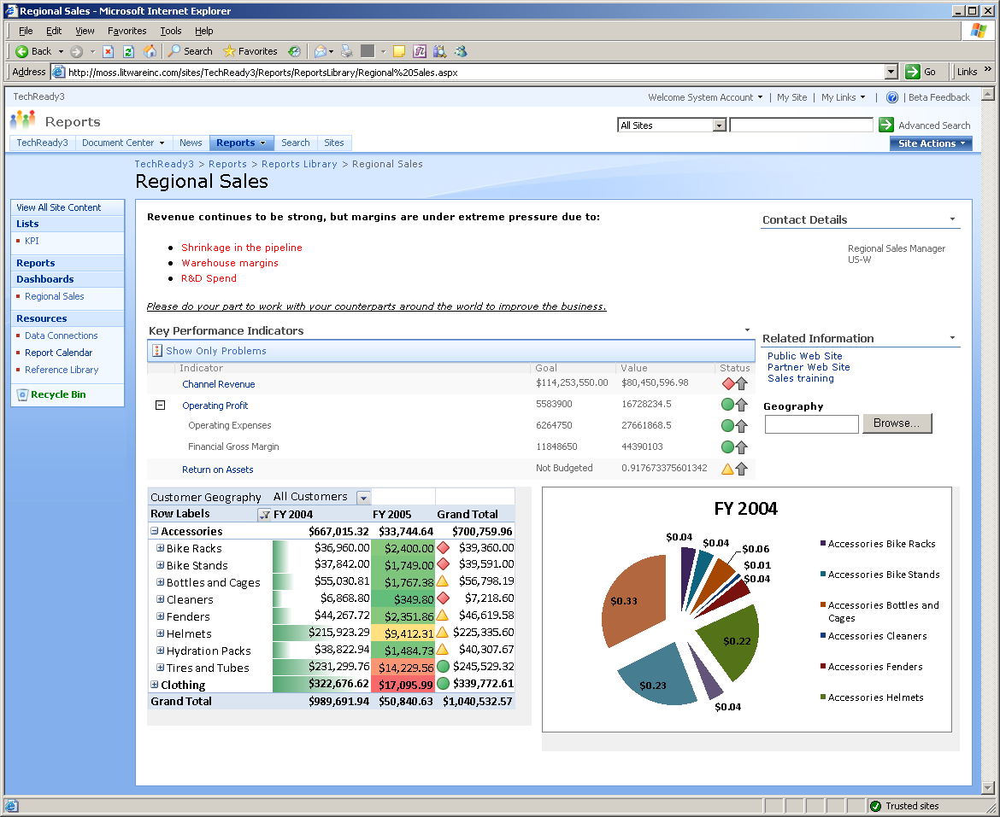 Regional Sales - Microsoft Internet Explorer
File Edit View Favorites Tools Help
Back Search Favorites
Address http://moss.litwareinc.com/sites/TechReady3/Reports/ReportsLibrary/Regional%20Sales.aspx Go Links »
TechReady3 Welcome System Account | My Site | My Links | Beta Feedback
Reports
All Sites Advanced Search
TechReady3 Document Center News Reports Search Sites Site Actions
TechReady3 > Reports > Reports Library > Regional Sales
Regional Sales
View All Site Content
Lists
KPI
Reports
Dashboards
Regional Sales
Resources
Data Connections
Report Calendar
Reference Library
Recycle Bin
Revenue continues to be strong, but margins are under extreme pressure due to:
Shrinkage in the pipeline
Warehouse margins
R&D Spend
Please do your part to work with your counterparts around the world to improve the business.
Contact Details
Regional Sales Manager
US-W
Key Performance Indicators
Show Only Problems
Indicator Goal Value Status
Channel Revenue $114,253,550.00 $80,450,596.98
Operating Profit 5583900 16728234.5
Operating Expenses 6264750 27661868.5
Financial Gross Margin 11848650 44390103
Return on Assets Not Budgeted 0.917673375601342
Related Information
Public Web Site
Partner Web Site
Sales training
Geography
Browse...
Customer Geography All Customers
Row Labels FY 2004 FY 2005 Grand Total
Accessories $667,015.32 $33,744.64 $700,759.96
Bike Racks $36,960.00 $2,400.00 $39,360.00
Bike Stands $37,842.00 $1,749.00 $39,591.00
Bottles and Cages $55,030.81 $1,767.38 $56,798.19
Cleaners $6,868.80 $349.80 $7,218.60
Fenders $44,267.72 $2,351.86 $46,619.58
Helmets $215,923.29 $9,412.31 $225,335.60
Hydration Packs $38,822.94 $1,484.73 $40,307.67
Tires and Tubes $231,299.76 $14,229.56 $245,529.32
Clothing $322,676.62 $17,095.99 $339,772.61
Grand Total $989,691.94 $50,840.63 $1,040,532.57
FY 2004
$0.04
$0.04
$0.06
$0.01
$0.04
$0.33
$0.22
$0.23
$0.04
Accessories Bike Racks
Accessories Bike Stands
Accessories Bottles and
Cages
Accessories Cleaners
Accessories Fenders
Accessories Helmets
Trusted sites